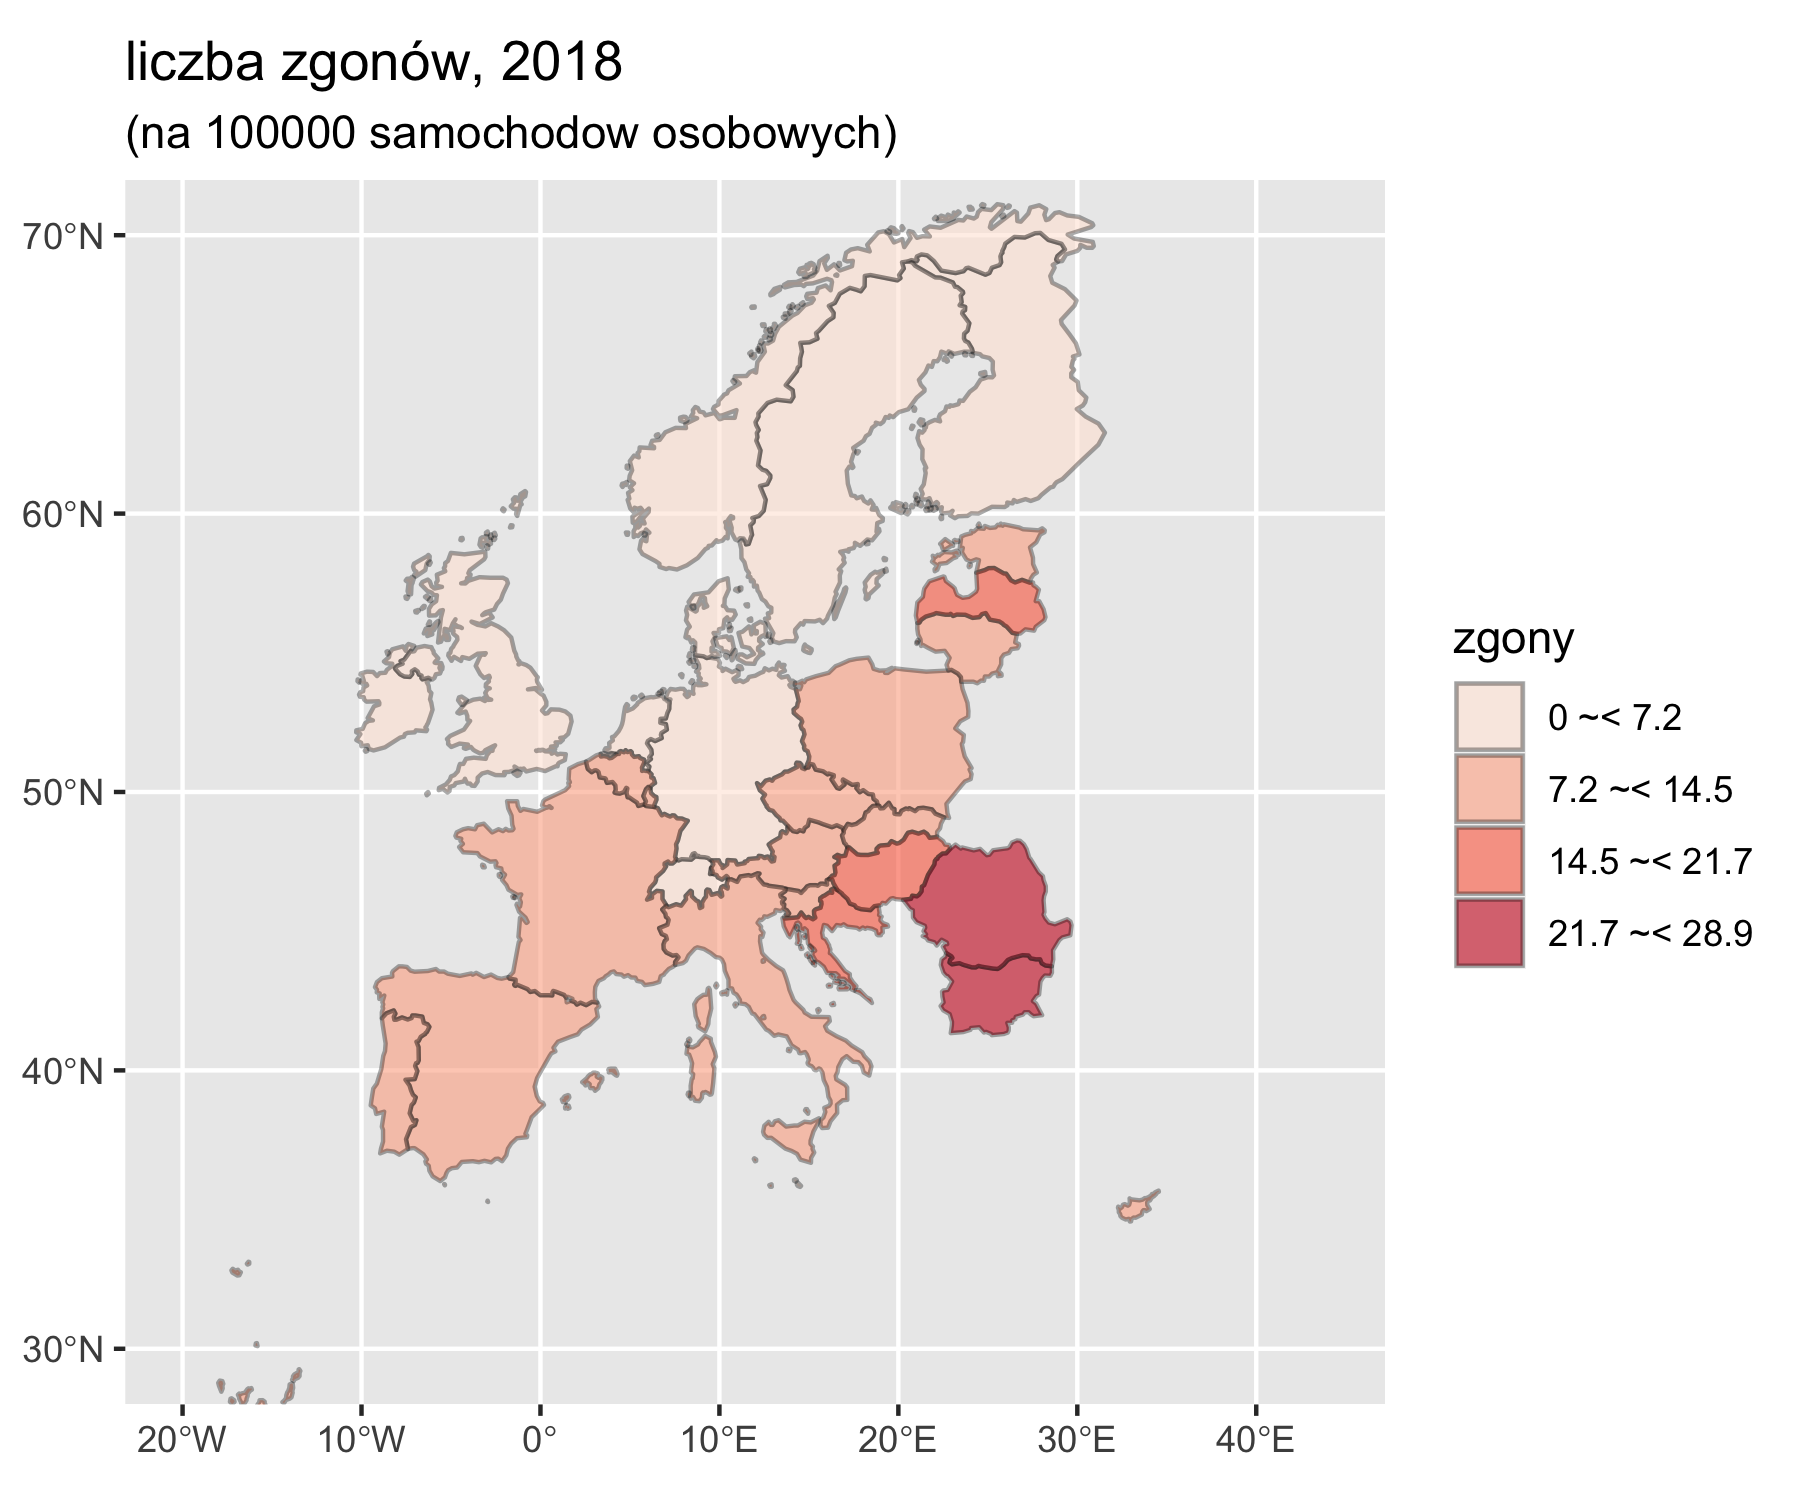 liczba zgonów, 2018
(na 100000 samochodow osobowych)
70°N
60°N
50°N
40°N
30°N
20°W 10°W 0° 10°E 20°E 30°E 40°E
zgony
0 ~< 7.2
7.2 ~< 14.5
14.5 ~< 21.7
21.7 ~< 28.9